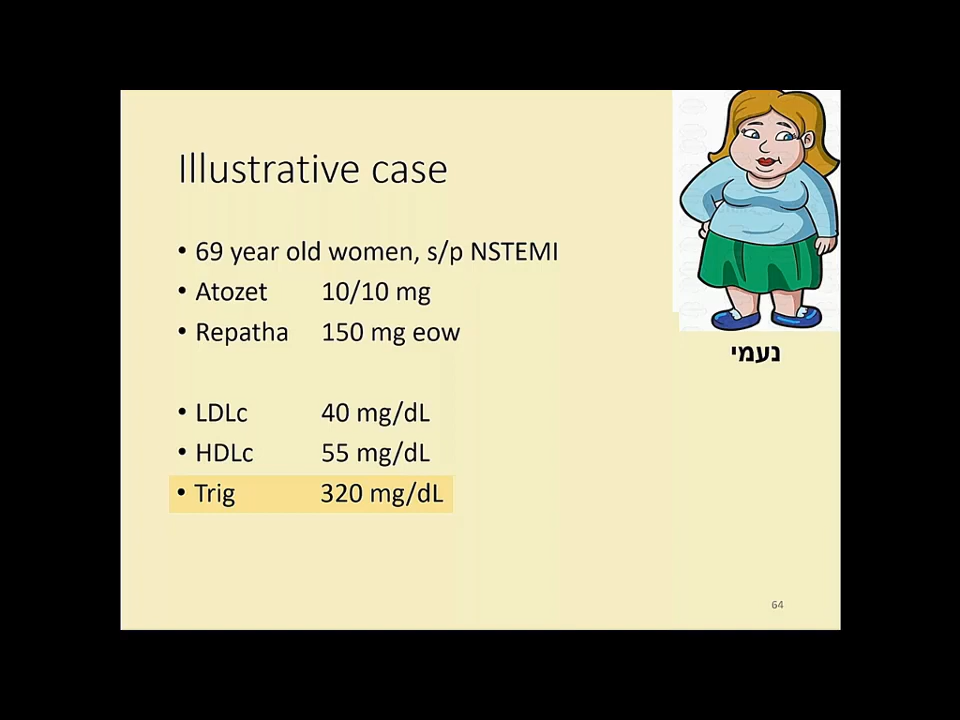 Illustrative case
• 69 year old women, s/p NSTEMI
• Atozet 10/10 mg
• Repatha 150 mg eow
נעמי
• LDLc 40 mg/dL
• HDLc 55 mg/dL
• Trig 320 mg/dL
64